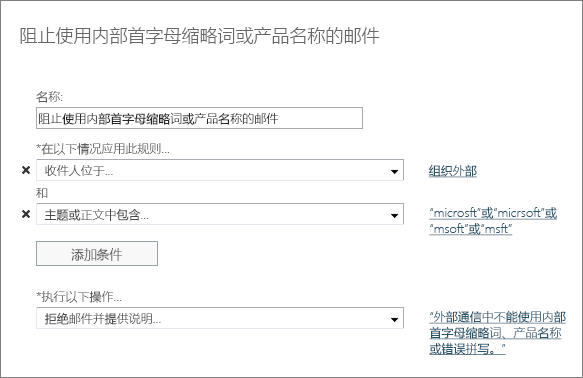 阻止使用内部首字母缩略词或产品名称的邮件
名称:
阻止使用内部首字母缩略词或产品名称的邮件
*在以下情况应用此规则...
收件人位于...
组织外部
和
主题或正文中包含...
“microsft”或“micrsoft”或
“msoft”或“msft”
添加条件
*执行以下操作...
拒绝邮件并提供说明...
“外部通信中不能使用内部
首字母缩略词、产品名称
或错误拼写。”